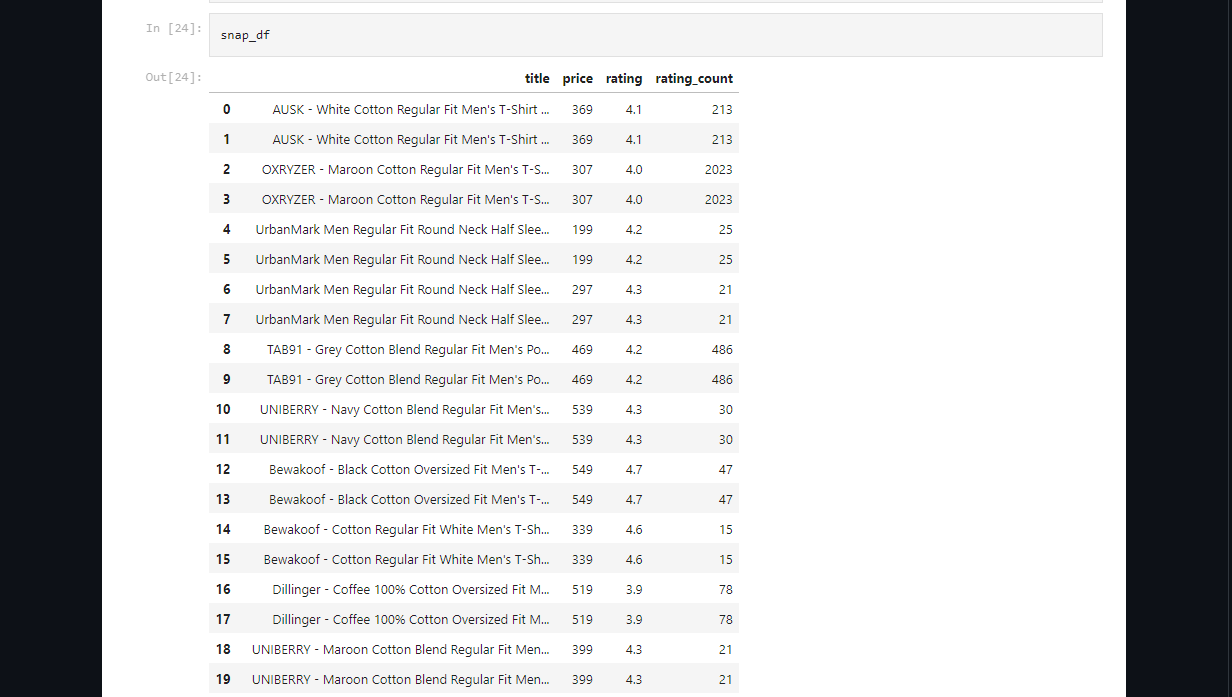 In [24]: snap_df
Out[24]:
title price rating rating_count
0 AUSK - White Cotton Regular Fit Men's T-Shirt ... 369 4.1 213
1 AUSK - White Cotton Regular Fit Men's T-Shirt ... 369 4.1 213
2 OXRYZER - Maroon Cotton Regular Fit Men's T-S... 307 4.0 2023
3 OXRYZER - Maroon Cotton Regular Fit Men's T-S... 307 4.0 2023
4 UrbanMark Men Regular Fit Round Neck Half Slee... 199 4.2 25
5 UrbanMark Men Regular Fit Round Neck Half Slee... 199 4.2 25
6 UrbanMark Men Regular Fit Round Neck Half Slee... 297 4.3 21
7 UrbanMark Men Regular Fit Round Neck Half Slee... 297 4.3 21
8 TAB91 - Grey Cotton Blend Regular Fit Men's Po... 469 4.2 486
9 TAB91 - Grey Cotton Blend Regular Fit Men's Po... 469 4.2 486
10 UNIBERRY - Navy Cotton Blend Regular Fit Men's... 539 4.3 30
11 UNIBERRY - Navy Cotton Blend Regular Fit Men's... 539 4.3 30
12 Bewakoof - Black Cotton Oversized Fit Men's T-... 549 4.7 47
13 Bewakoof - Black Cotton Oversized Fit Men's T-... 549 4.7 47
14 Bewakoof - Cotton Regular Fit White Men's T-Sh... 339 4.6 15
15 Bewakoof - Cotton Regular Fit White Men's T-Sh... 339 4.6 15
16 Dillinger - Coffee 100% Cotton Oversized Fit M... 519 3.9 78
17 Dillinger - Coffee 100% Cotton Oversized Fit M... 519 3.9 78
18 UNIBERRY - Maroon Cotton Blend Regular Fit Men... 399 4.3 21
19 UNIBERRY - Maroon Cotton Blend Regular Fit Men... 399 4.3 21